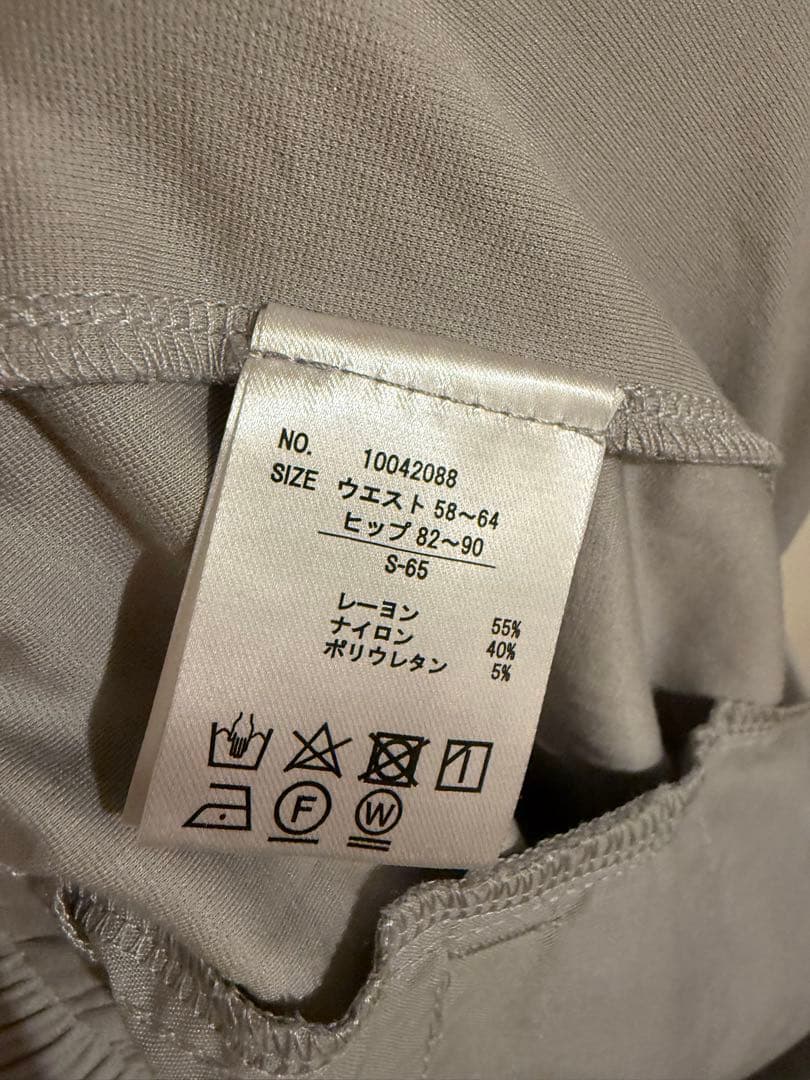 NO. 10042088
SIZE ウエスト 58〜64
ヒップ 82〜90
S-65
レーヨン 55%
ナイロン 40%
ポリウレタン 5%
F W